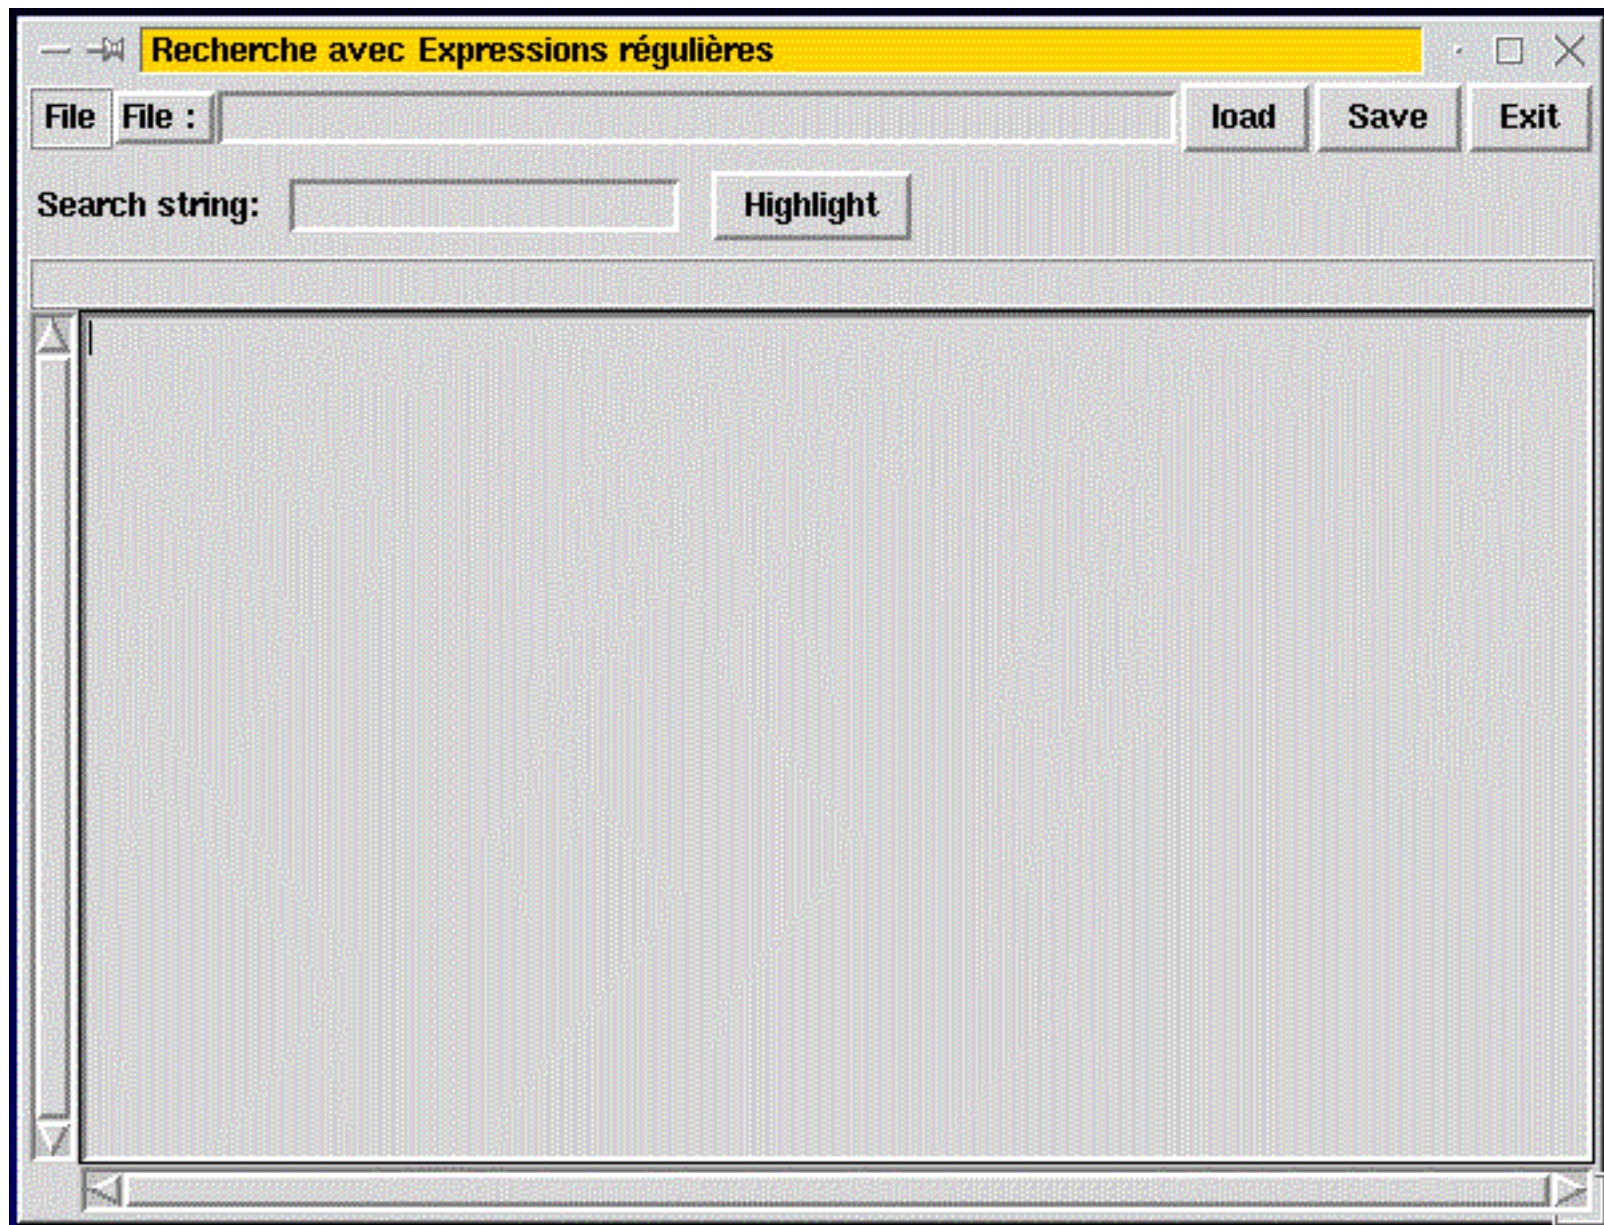 Recherche avec Expressions régulières
File File : load Save Exit
Search string: Highlight